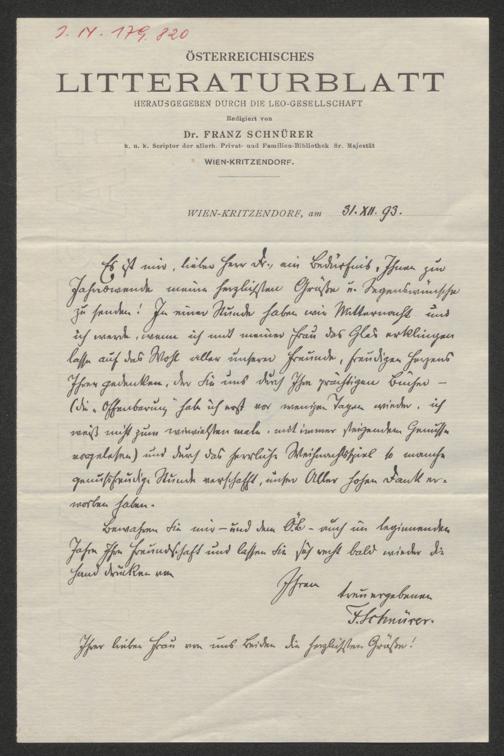 J. N. 179.820
ÖSTERREICHISCHES
LITTERATURBLATT
HERAUSGEGEBEN DURCH DIE LEO-GESELLSCHAFT
Redigiert von
Dr. FRANZ SCHNÜRER
k. u. k. Scriptor der allerh. Privat- und Familien-Bibliothek Sr. Majestät
WIEN-KRITZENDORF.
WIEN-KRITZENDORF, am 31. XII. 93.
Es ist mir, lieber Herr Dr., ein Bedürfnis, Ihnen zur
Jahreswende meine herzlichsten Grüße u. Segenswünsche
zu senden! In einer Stunde haben wir Mitternacht und
ich werde, wenn ich mit meiner Frau das Glas erklingen
lasse auf das Wohl aller unserer Freunde, freudigen Herzens
Ihrer gedenken, der Sie uns durch Ihre prächtigen Bücher –
(die „Offenbarung" habe ich erst vor wenigen Tagen wieder, ich
weiß nicht zum wievielten male, mit immer steigendem Genusse
vorgelesen) und durch das herrliche Weihnachtsspiel so manche
genußfreudige Stunde verschafft, unser Aller hohen Dank er-
worben haben.
Bewahren Sie mir – und dem ÖL – auch im beginnenden
Jahre Ihre Freundschaft und lassen Sie sich recht bald wieder die
Hand drücken von
Ihrem
treuergebenen
F. Schnürer.
Ihrer lieben Frau von uns Beiden die herzlichsten Grüße!